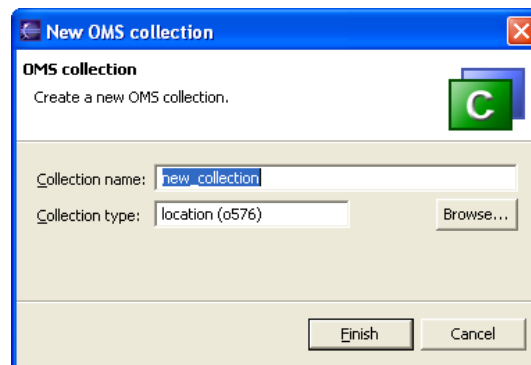 New OMS collection
OMS collection
Create a new OMS collection.
C
Collection name: new_collection
Collection type: location (o576) Browse...
Finish Cancel